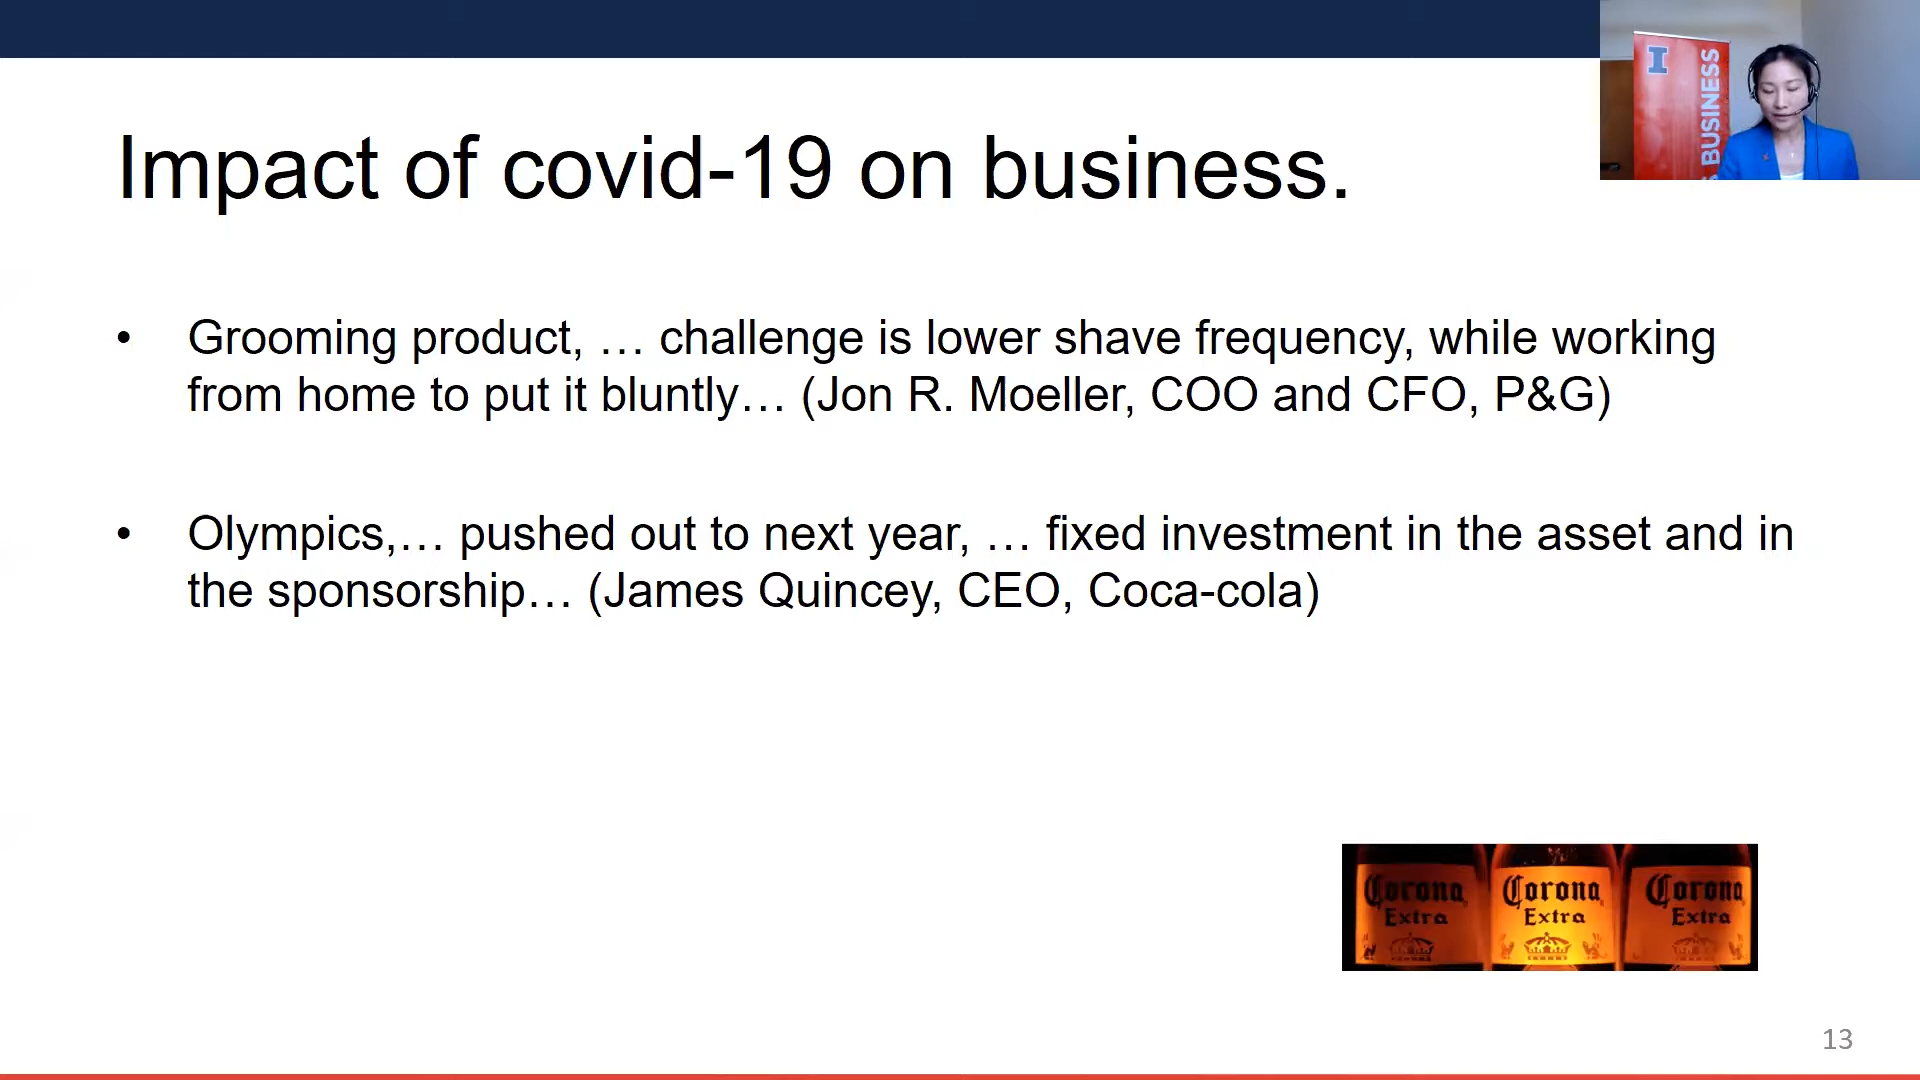 I
BUSINESS
Impact of covid-19 on business.
• Grooming product, … challenge is lower shave frequency, while working
from home to put it bluntly… (Jon R. Moeller, COO and CFO, P&G)
• Olympics,… pushed out to next year, … fixed investment in the asset and in
the sponsorship… (James Quincey, CEO, Coca-cola)
Corona Corona Corona
Extra Extra Extra
13